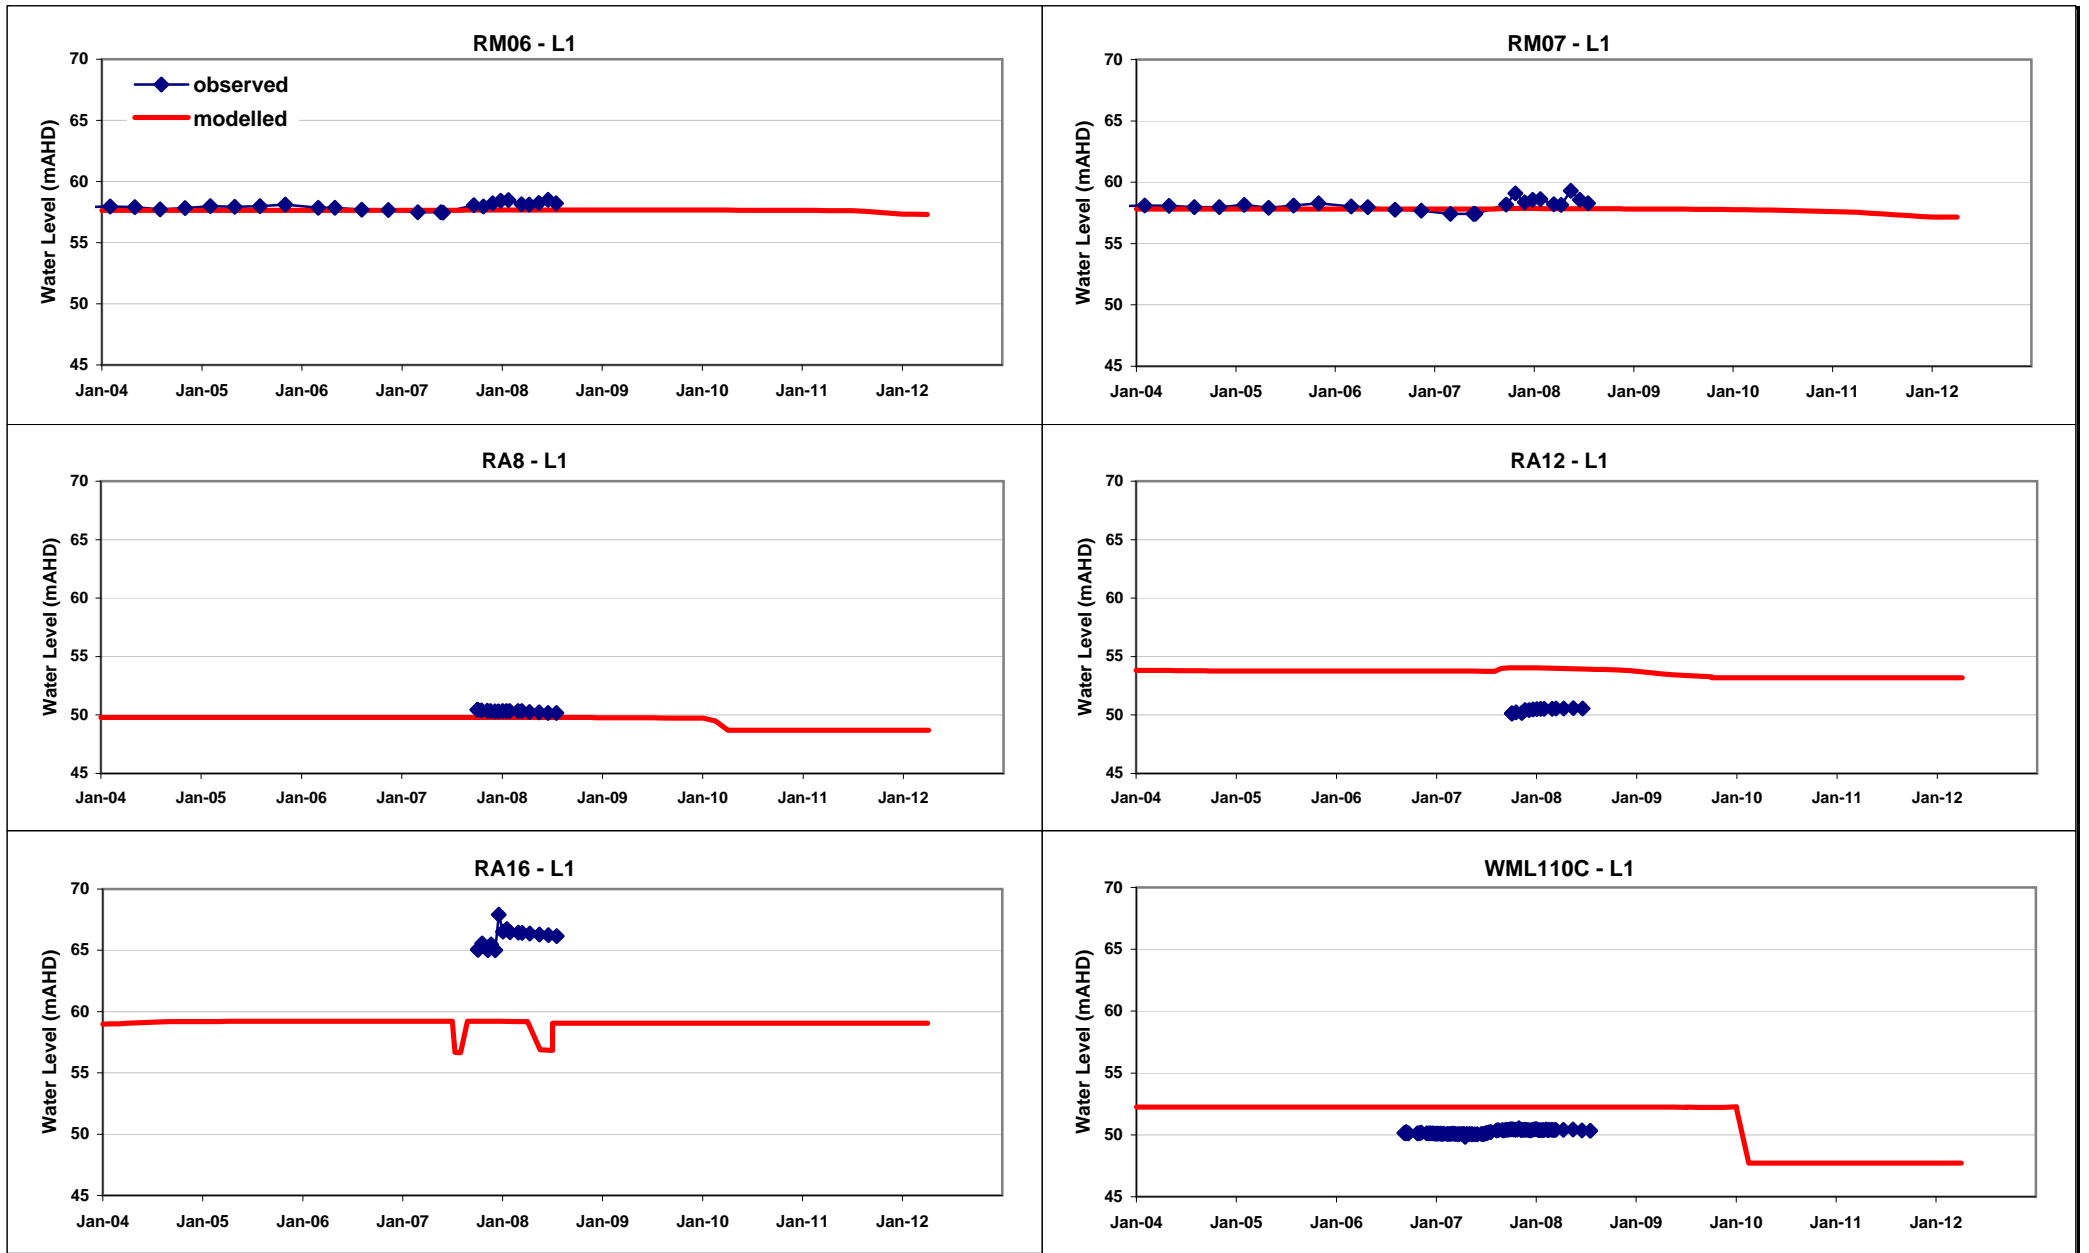 RM06 - L1
70
65
60
55
50
45
Water Level (mAHD)
observed
modelled
Jan-04 Jan-05 Jan-06 Jan-07 Jan-08 Jan-09 Jan-10 Jan-11 Jan-12
RM07 - L1
70
65
60
55
50
45
Water Level (mAHD)
Jan-04 Jan-05 Jan-06 Jan-07 Jan-08 Jan-09 Jan-10 Jan-11 Jan-12
RA8 - L1
70
65
60
55
50
45
Water Level (mAHD)
Jan-04 Jan-05 Jan-06 Jan-07 Jan-08 Jan-09 Jan-10 Jan-11 Jan-12
RA12 - L1
70
65
60
55
50
45
Water Level (mAHD)
Jan-04 Jan-05 Jan-06 Jan-07 Jan-08 Jan-09 Jan-10 Jan-11 Jan-12
RA16 - L1
70
65
60
55
50
45
Water Level (mAHD)
Jan-04 Jan-05 Jan-06 Jan-07 Jan-08 Jan-09 Jan-10 Jan-11 Jan-12
WML110C - L1
70
65
60
55
50
45
Water Level (mAHD)
Jan-04 Jan-05 Jan-06 Jan-07 Jan-08 Jan-09 Jan-10 Jan-11 Jan-12